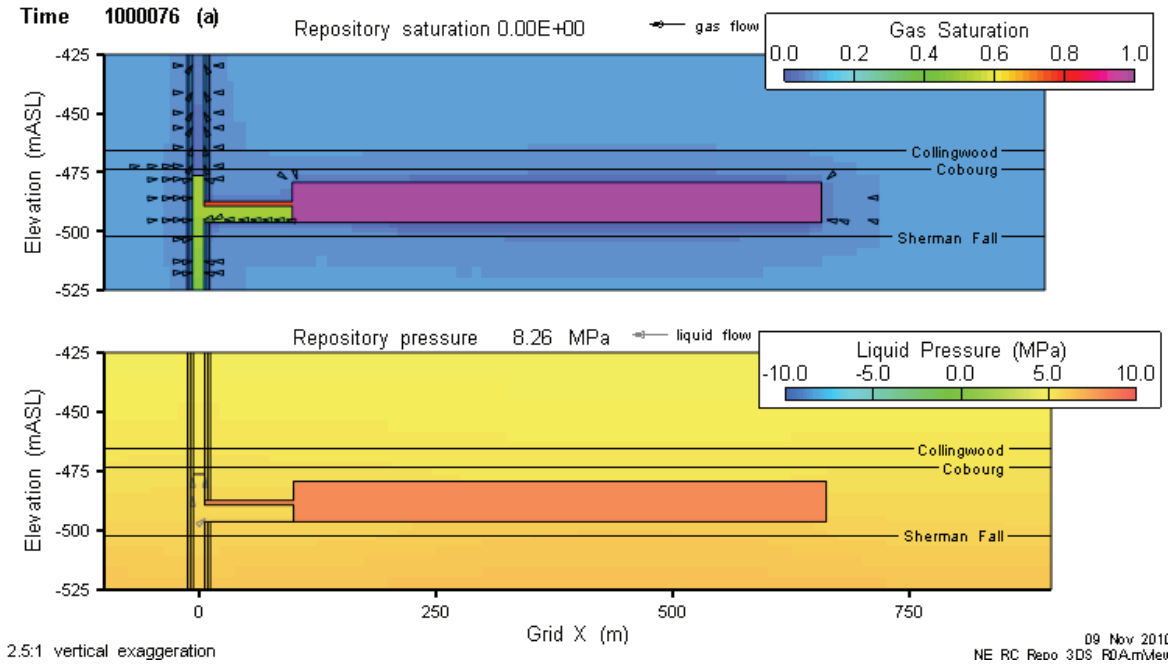 Time 1000076 (a)
Repository saturation 0.00E+00
gas flow
Gas Saturation
0.0 0.2 0.4 0.6 0.8 1.0
-425
-450
-475
-500
-525
Elevation (mASL)
Collingwood
Cobourg
Sherman Fall
Repository pressure 8.26 MPa
liquid flow
Liquid Pressure (MPa)
-10.0 -5.0 0.0 5.0 10.0
-425
-450
-475
-500
-525
Elevation (mASL)
Collingwood
Cobourg
Sherman Fall
0 250 500 750
Grid X (m)
2.5:1 vertical exaggeration
09 Nov 2010